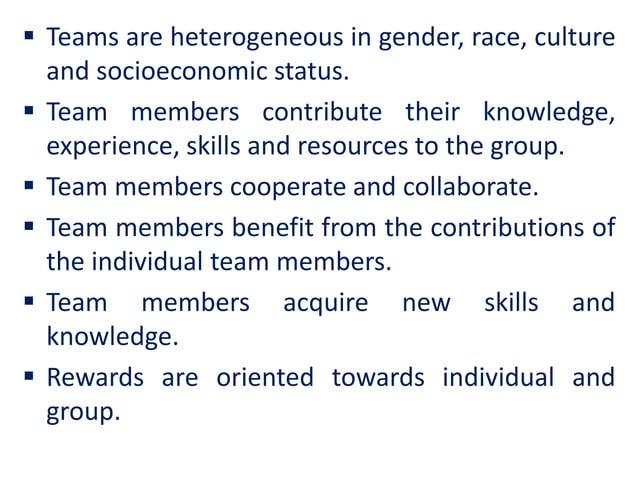 ▪ Teams are heterogeneous in gender, race, culture
and socioeconomic status.
▪ Team members contribute their knowledge,
experience, skills and resources to the group.
▪ Team members cooperate and collaborate.
▪ Team members benefit from the contributions of
the individual team members.
▪ Team members acquire new skills and
knowledge.
▪ Rewards are oriented towards individual and
group.